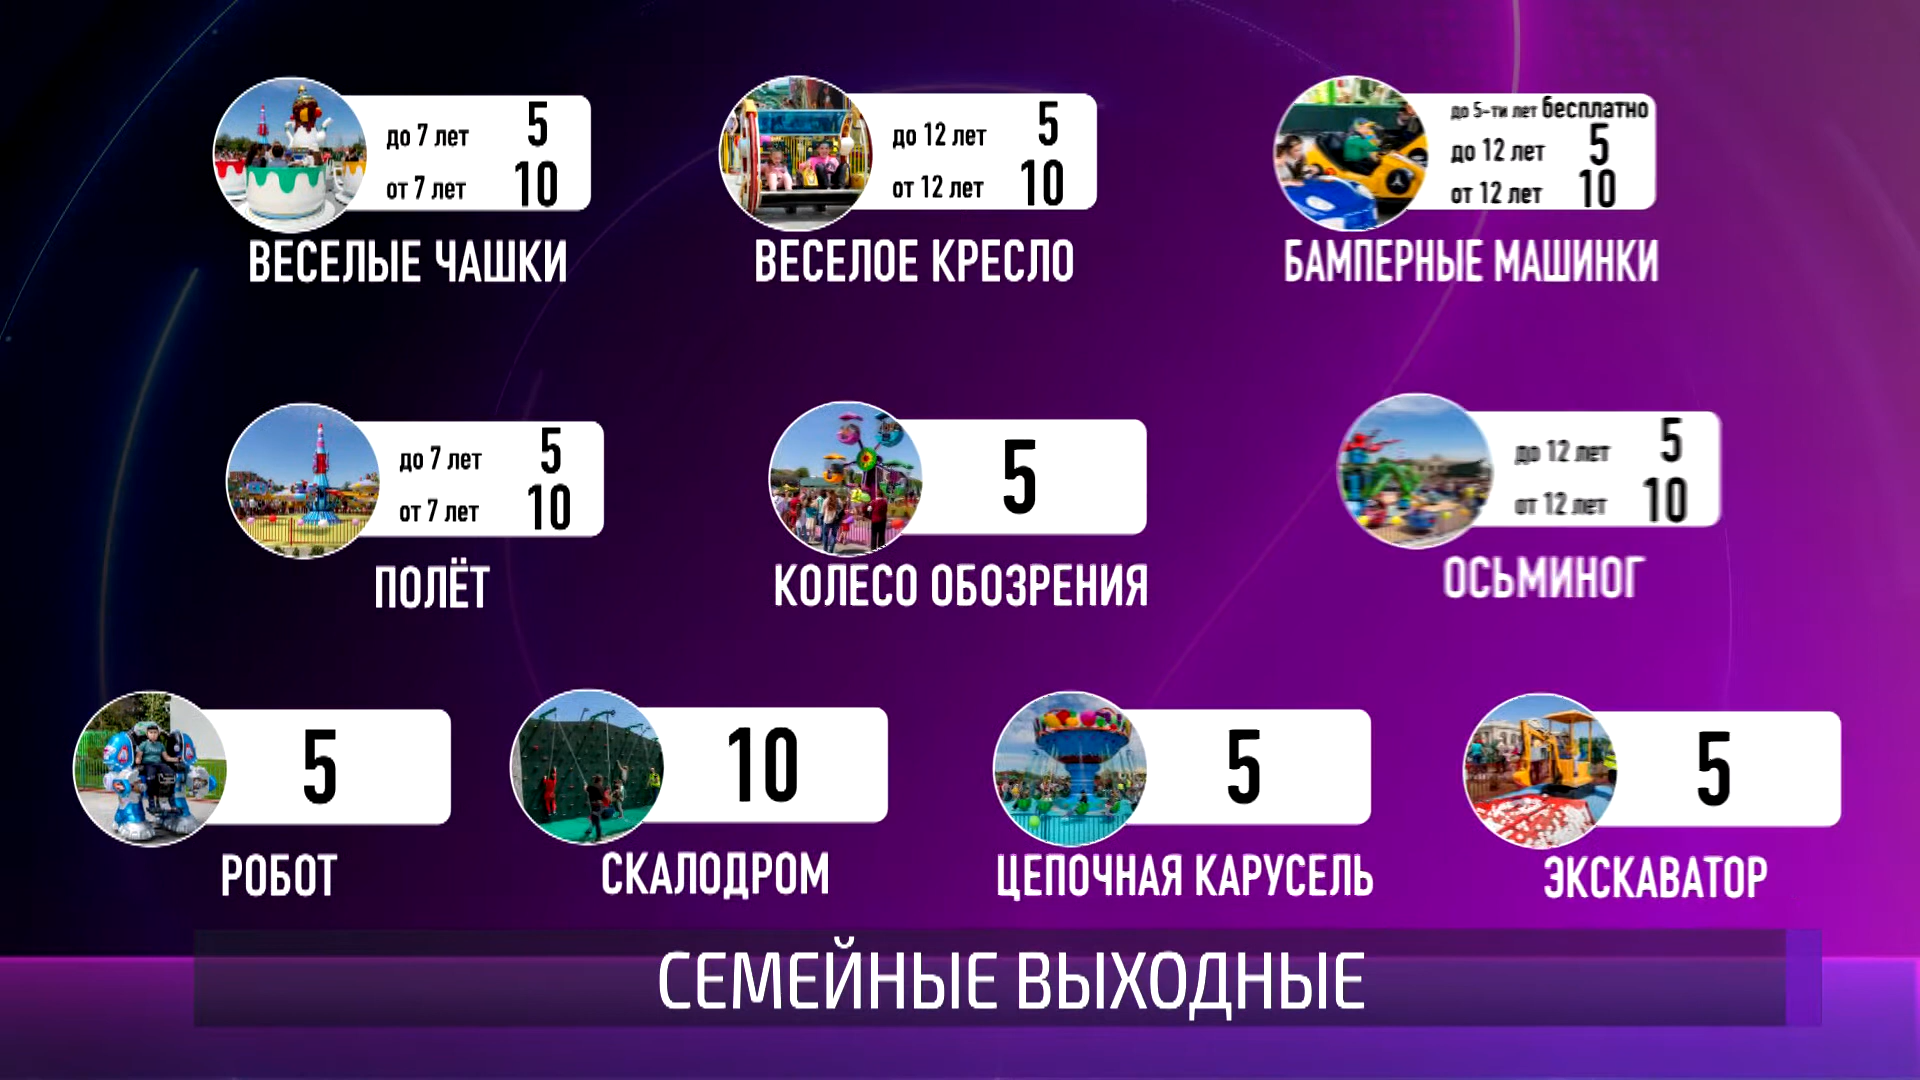 до 7 лет 5
от 7 лет 10
ВЕСЕЛЫЕ ЧАШКИ
до 12 лет 5
от 12 лет 10
ВЕСЕЛОЕ КРЕСЛО
до 5-ти лет бесплатно
до 12 лет 5
от 12 лет 10
БАМПЕРНЫЕ МАШИНКИ
до 7 лет 5
от 7 лет 10
ПОЛЁТ
5
КОЛЕСО ОБОЗРЕНИЯ
до 12 лет 5
от 12 лет 10
ОСЬМИНОГ
5
РОБОТ
10
СКАЛОДРОМ
5
ЦЕПОЧНАЯ КАРУСЕЛЬ
5
ЭКСКАВАТОР
СЕМЕЙНЫЕ ВЫХОДНЫЕ